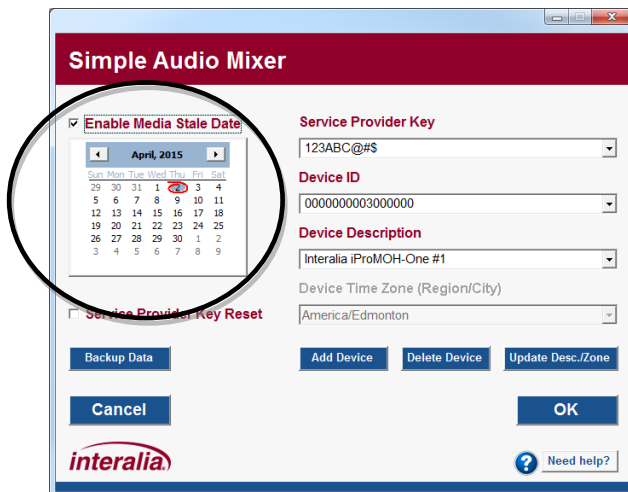 Simple Audio Mixer
Enable Media Stale Date
April, 2015
Sun Mon Tue Wed Thu Fri Sat
29 30 31 1 2 3 4
5 6 7 8 9 10 11
12 13 14 15 16 17 18
19 20 21 22 23 24 25
26 27 28 29 30 1 2
3 4 5 6 7 8 9
Service Provider Key Reset
Service Provider Key
123ABC@#$
Device ID
0000000003000000
Device Description
Interalia iProMOH-One #1
Device Time Zone (Region/City)
America/Edmonton
Backup Data
Add Device
Delete Device
Update Desc./Zone
Cancel
OK
interalia
Need help?